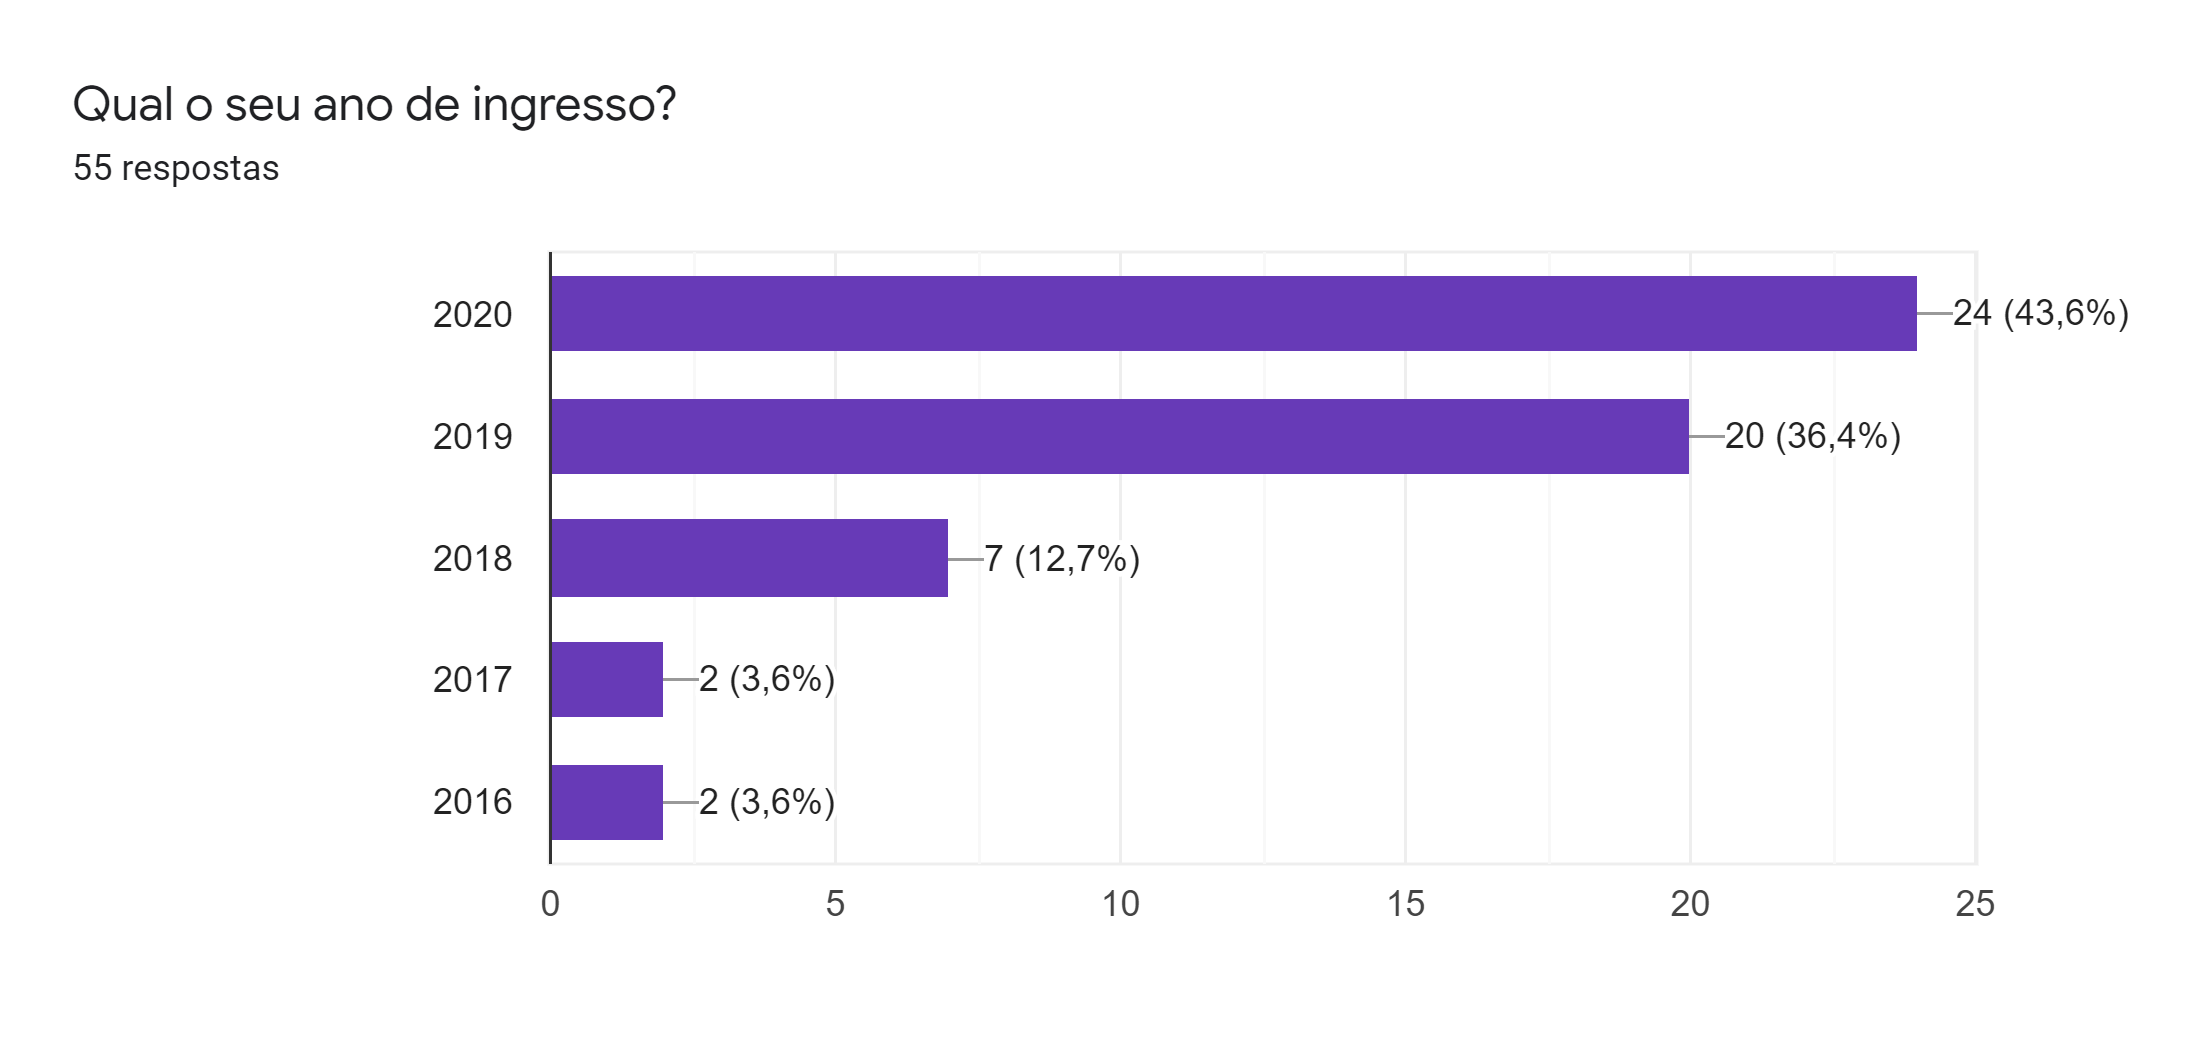 Qual o seu ano de ingresso?
55 respostas
2020 24 (43,6%)
2019 20 (36,4%)
2018 7 (12,7%)
2017 2 (3,6%)
2016 2 (3,6%)
0 5 10 15 20 25